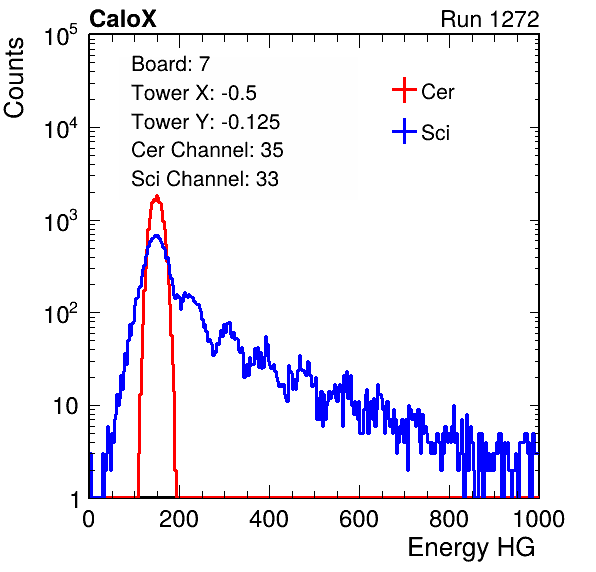 CaloX Run 1272
Counts
10^5
10^4
10^3
10^2
10
1
Board: 7
Tower X: -0.5
Tower Y: -0.125
Cer Channel: 35
Sci Channel: 33
Cer
Sci
0 200 400 600 800 1000
Energy HG